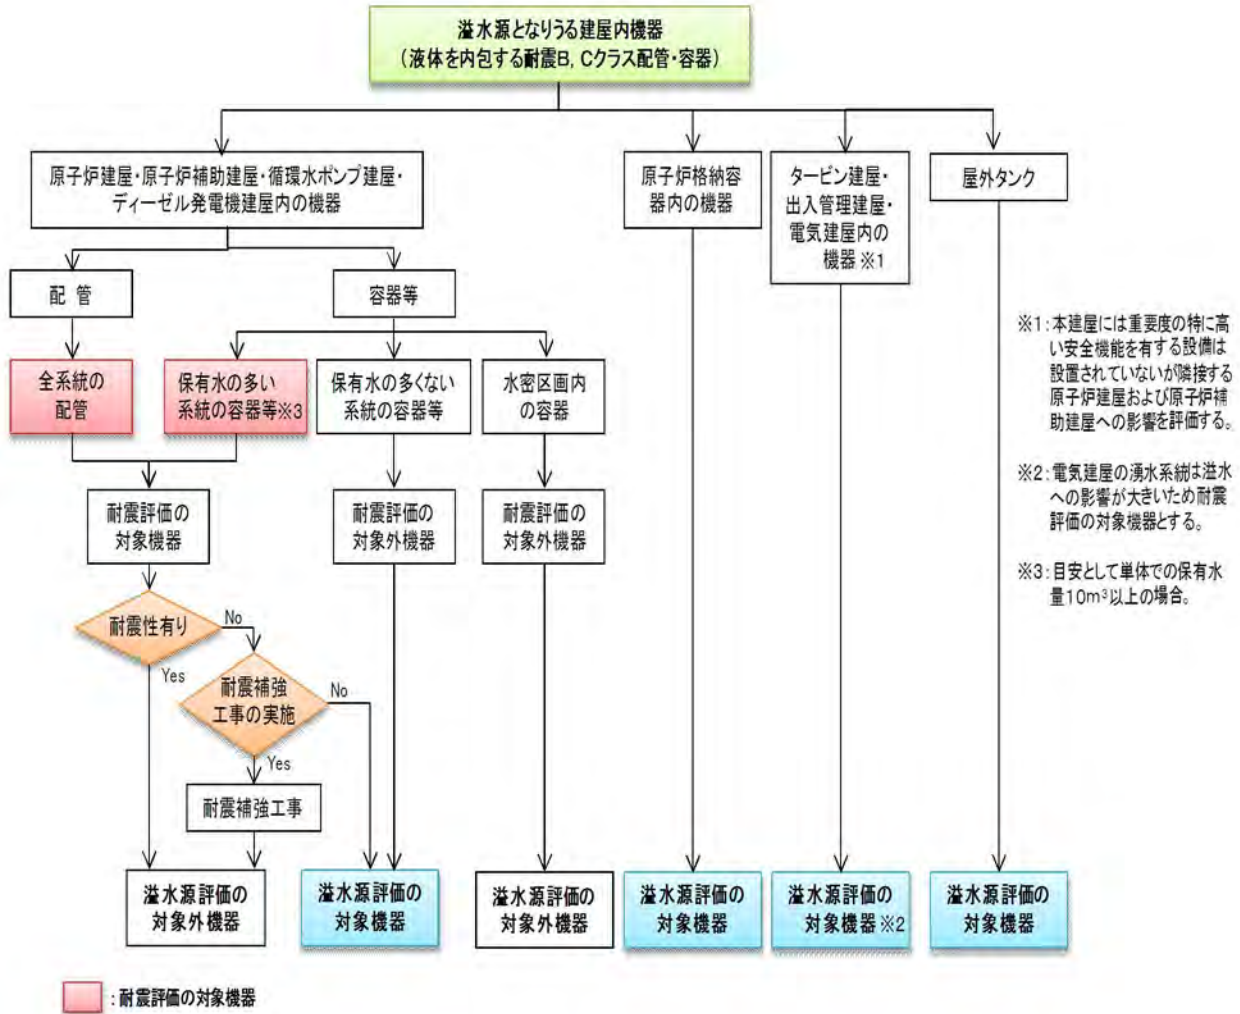 溢水源となりうる建屋内機器
(液体を内包する耐震B, Cクラス配管・容器)
原子炉建屋・原子炉補助建屋・循環水ポンプ建屋・
ディーゼル発電機建屋内の機器
原子炉格納容
器内の機器
タービン建屋・
出入管理建屋・
電気建屋内の
機器※1
屋外タンク
配 管
容器等
全系統の
配管
保有水の多い
系統の容器等※3
保有水の多くない
系統の容器等
水密区画内
の容器
耐震評価の
対象機器
耐震評価の
対象外機器
耐震評価の
対象外機器
耐震性有り
No
Yes
耐震補強
工事の実施
No
Yes
耐震補強工事
溢水源評価の
対象外機器
溢水源評価の
対象機器
溢水源評価の
対象外機器
溢水源評価の
対象機器
溢水源評価の
対象機器※2
溢水源評価の
対象機器
※1:本建屋には重要度の特に高
い安全機能を有する設備は
設置されていないが隣接する
原子炉建屋および原子炉補
助建屋への影響を評価する。
※2:電気建屋の湧水系統は溢水
への影響が大きいため耐震
評価の対象機器とする。
※3:目安として単体での保有水
量10m³以上の場合。
:耐震評価の対象機器